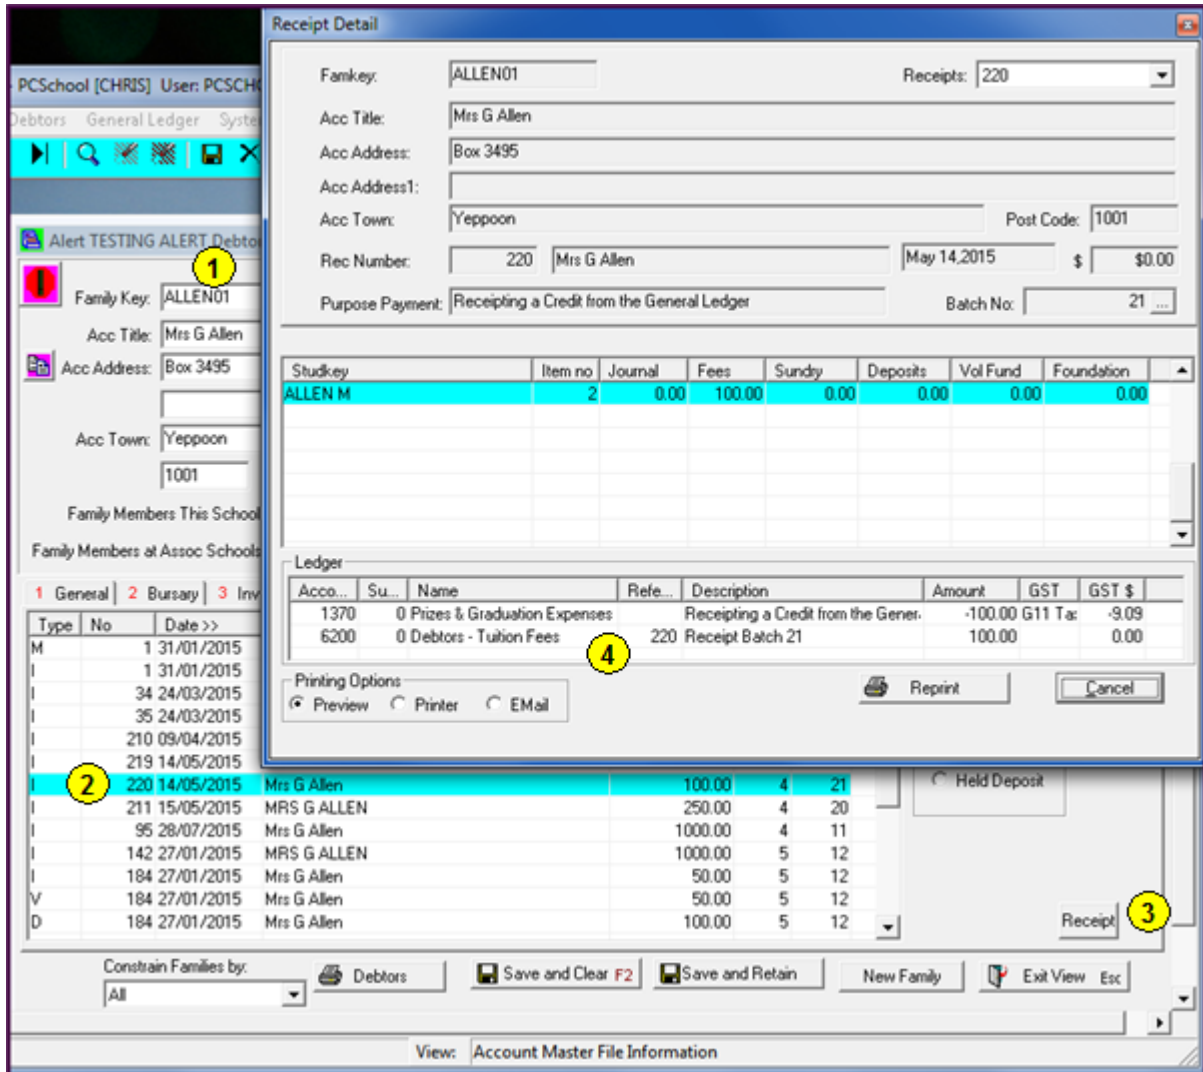 Receipt Detail
Famkey: ALLEN01 Receipts: 220
Acc Title: Mrs G Allen
Acc Address: Box 3495
Acc Address1:
Acc Town: Yeppoon Post Code: 1001
Rec Number: 220 Mrs G Allen May 14,2015 $ $0.00
Purpose Payment: Receipting a Credit from the General Ledger Batch No: 21 ...
Studkey Item no Journal Fees Sundry Deposits Vol Fund Foundation
ALLEN M 2 0.00 100.00 0.00 0.00 0.00 0.00
Ledger
Acco... Su... Name Refe... Description Amount GST GST $
1370 0 Prizes & Graduation Expenses Receipting a Credit from the Gener. -100.00 G11 Ta: -9.09
6200 0 Debtors - Tuition Fees 220 Receipt Batch 21 100.00 0.00
4
Printing Options
Preview Printer EMail
Reprint Cancel
PCSchool [CHRIS] User: PCSCH
Debtors General Ledger Syste
Alert TESTING ALERT Debto
1
Family Key: ALLEN01
Acc Title: Mrs G Allen
Acc Address: Box 3495
Acc Town: Yeppoon
1001
Family Members This School
Family Members at Assoc Schools
1 General 2 Bursary 3 Inv
Type No Date >>
M 1 31/01/2015
I 1 31/01/2015
I 34 24/03/2015
I 35 24/03/2015
I 210 09/04/2015
I 219 14/05/2015
I 2 220 14/05/2015 Mrs G Allen 100.00 4 21
I 211 15/05/2015 MRS G ALLEN 250.00 4 20
I 95 28/07/2015 Mrs G Allen 1000.00 4 11
I 142 27/01/2015 MRS G ALLEN 1000.00 5 12
I 184 27/01/2015 Mrs G Allen 50.00 5 12
V 184 27/01/2015 Mrs G Allen 50.00 5 12
D 184 27/01/2015 Mrs G Allen 100.00 5 12
Held Deposit
Receipt 3
Constrain Families by:
All
Debtors Save and Clear F2 Save and Retain New Family Exit View Esc
View: Account Master File Information